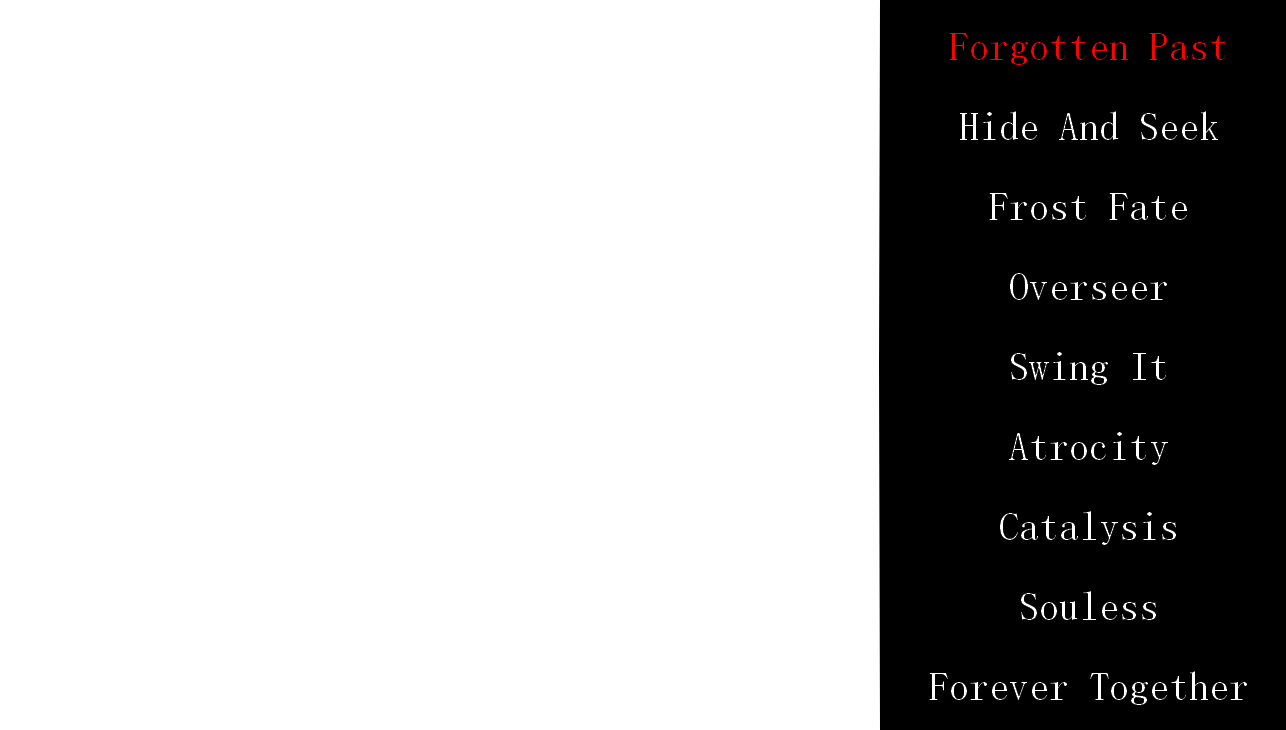 Forgotten Past
Hide And Seek
Frost Fate
Overseer
Swing It
Atrocity
Catalysis
Souless
Forever Together